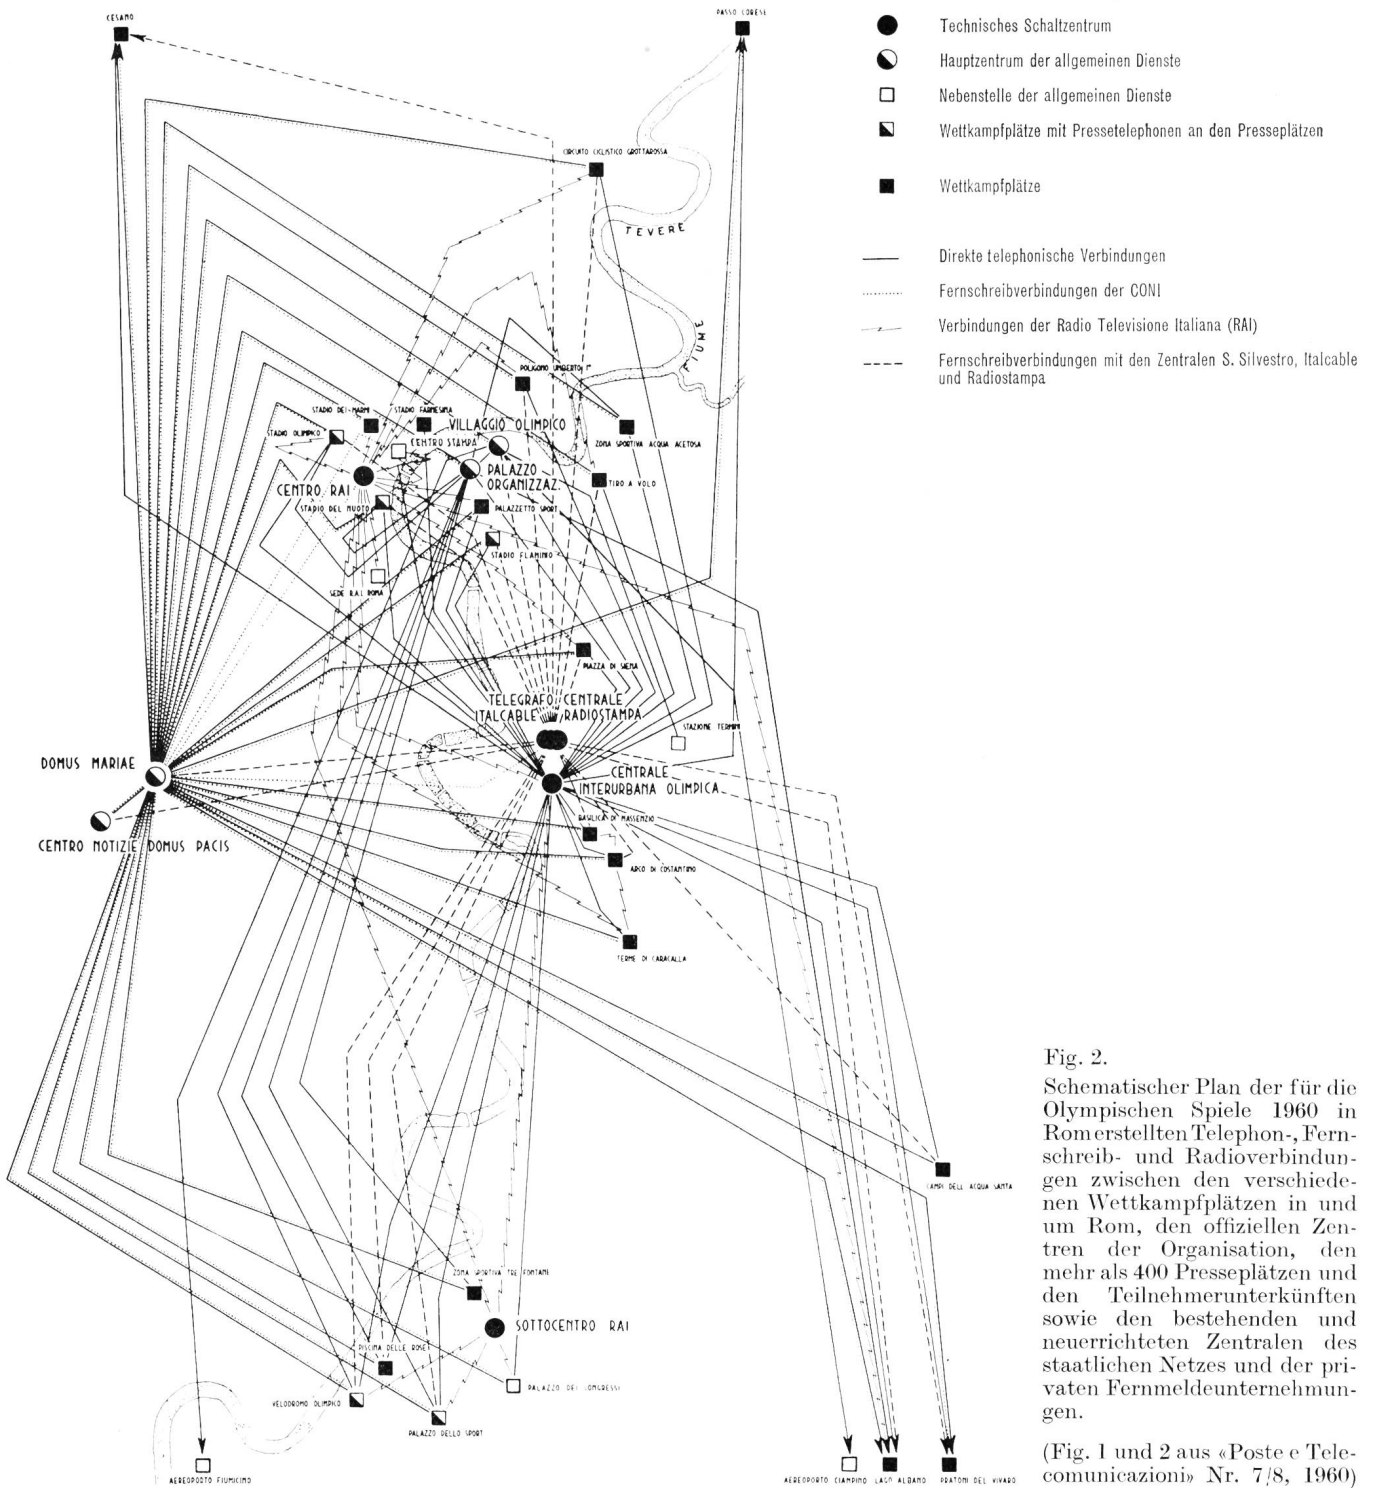 CESANO
PASSO CORESE
Technisches Schaltzentrum
Hauptzentrum der allgemeinen Dienste
Nebenstelle der allgemeinen Dienste
Wettkampfplätze mit Pressetelephonen an den Presseplätzen
Wettkampfplätze
Direkte telephonische Verbindungen
Fernschreibverbindungen der CONI
Verbindungen der Radio Televisione Italiana (RAI)
Fernschreibverbindungen mit den Zentralen S. Silvestro, Italcable
und Radiostampa
CIRCUITO CICLISTICO GROTTAROSSA
TEVERE
FIUME
POLIGONO UMBERTO I°
STADIO DEI MARMI
STADIO FARNESINA
STADIO OLIMPICO
VILLAGGIO OLIMPICO
CENTRO STAMPA
ZONA SPORTIVA ACQUA ACETOSA
PALAZZO
ORGANIZZAZ.
CENTRO RAI
TIRO A VOLO
STADIO DEL NUOTO
PALAZZETTO SPORT
STADIO FLAMINIO
SEDE R.A.I. ROMA
PIAZZA DI SIENA
TELEGRAFO CENTRALE
ITALCABLE RADIOSTAMPA
STAZIONE TERMINI
DOMUS MARIAE
CENTRALE
INTERURBANA OLIMPICA
BASILICA DI MASSENZIO
CENTRO NOTIZIE DOMUS PACIS
ARCO DI COSTANTINO
TERME DI CARACALLA
CAMPI DELL ACQUA SANTA
ZONA SPORTIVA TRE FONTANE
SOTTOCENTRO RAI
PISCINA DELLE ROSE
PALAZZO DEI CONGRESSI
VELODROMO OLIMPICO
PALAZZO DELLO SPORT
AEREOPORTO FIUMICINO
AEREOPORTO CIAMPINO
LAGO ALBANO
PRATONI DEL VIVARO
Fig. 2.
Schematischer Plan der für die
Olympischen Spiele 1960 in
Rom erstellten Telephon-, Fern-
schreib- und Radioverbindun-
gen zwischen den verschiede-
nen Wettkampfplätzen in und
um Rom, den offiziellen Zen-
tren der Organisation, den
mehr als 400 Presseplätzen und
den Teilnehmerunterkünften
sowie den bestehenden und
neuerrichteten Zentralen des
staatlichen Netzes und der pri-
vaten Fernmeldeunternehmun-
gen.
(Fig. 1 und 2 aus «Poste e Tele-
comunicazioni» Nr. 7/8, 1960)